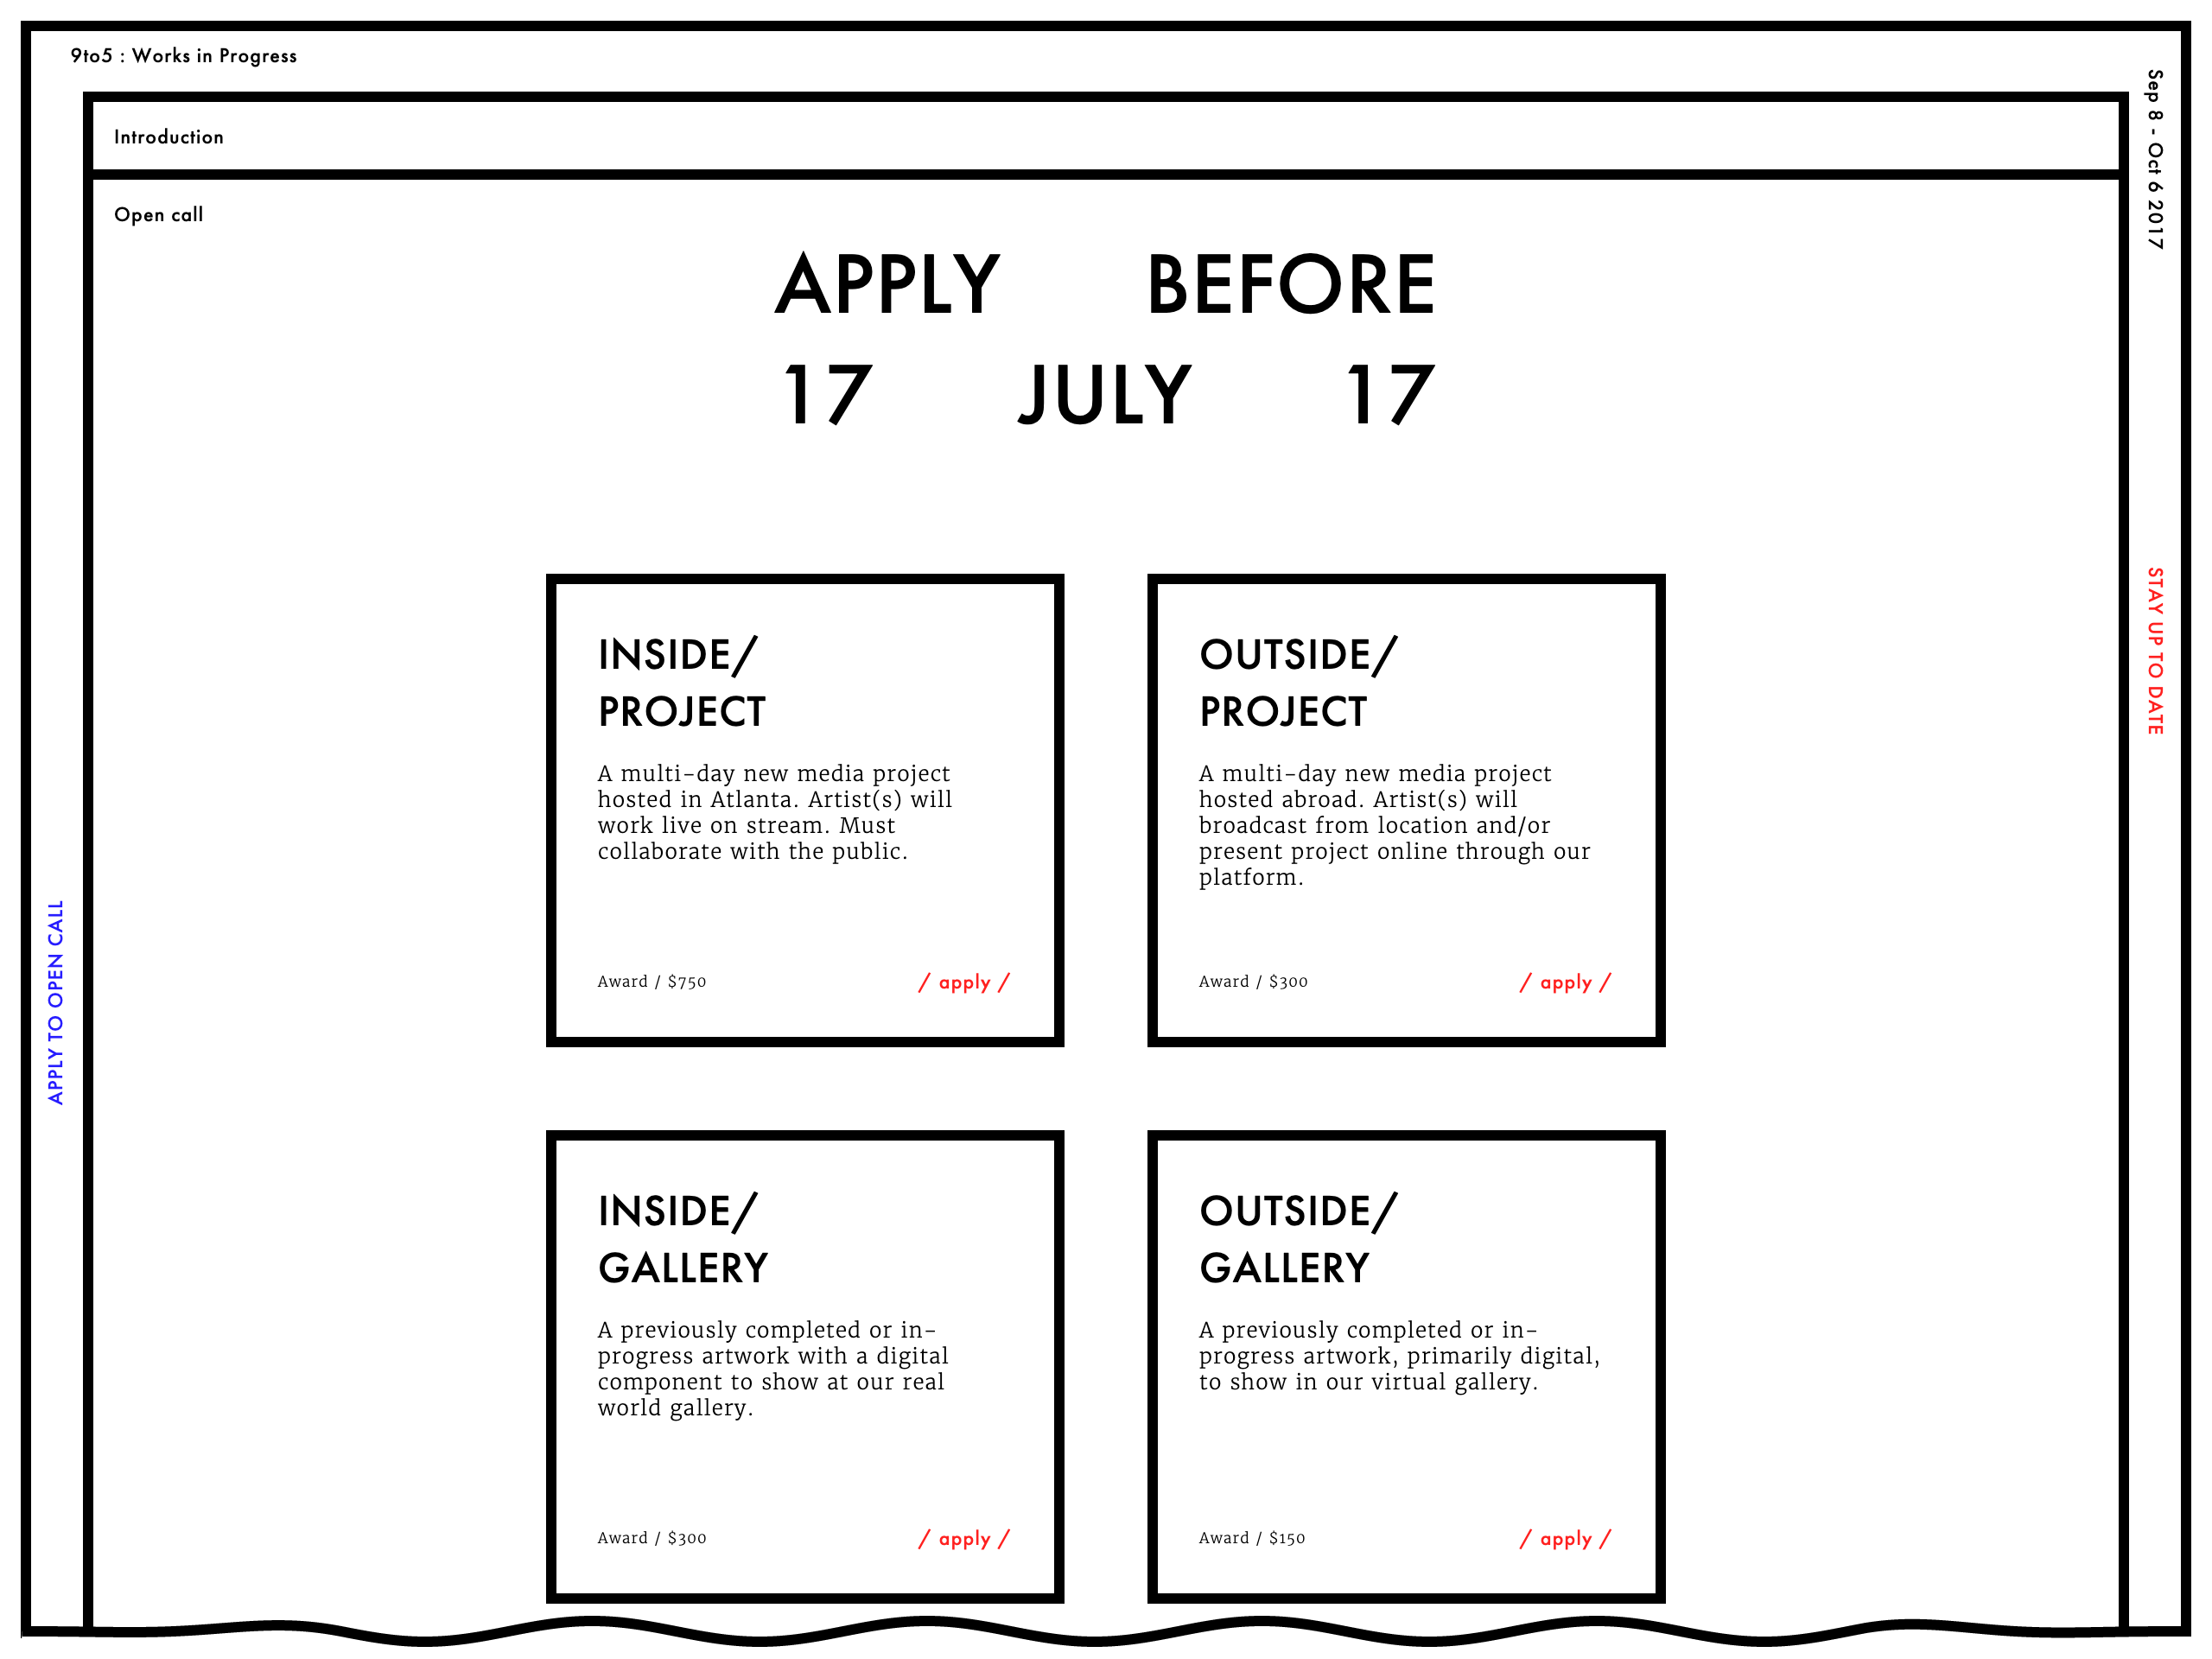 9to5 : Works in Progress
Sep 8 - Oct 6 2017
Introduction
Open call
APPLY BEFORE
17 JULY 17
STAY UP TO DATE
APPLY TO OPEN CALL
INSIDE/
PROJECT
A multi-day new media project
hosted in Atlanta. Artist(s) will
work live on stream. Must
collaborate with the public.
Award / $750
/ apply /
OUTSIDE/
PROJECT
A multi-day new media project
hosted abroad. Artist(s) will
broadcast from location and/or
present project online through our
platform.
Award / $300
/ apply /
INSIDE/
GALLERY
A previously completed or in-
progress artwork with a digital
component to show at our real
world gallery.
Award / $300
/ apply /
OUTSIDE/
GALLERY
A previously completed or in-
progress artwork, primarily digital,
to show in our virtual gallery.
Award / $150
/ apply /